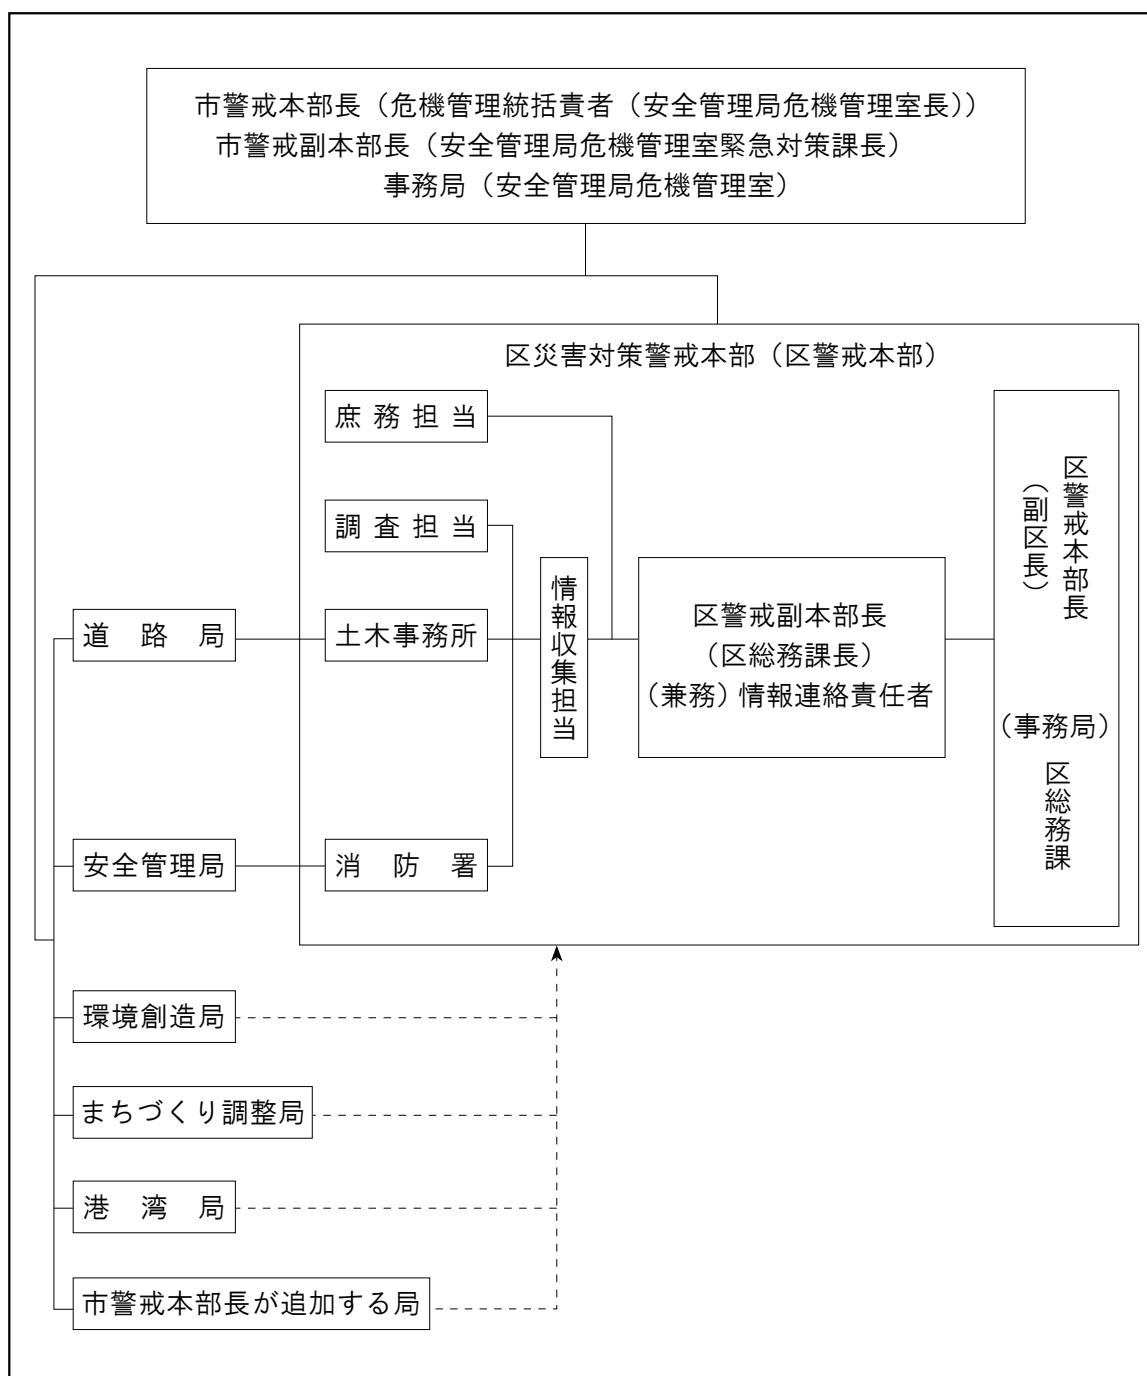 市警戒本部長（危機管理統括責者（安全管理局危機管理室長））
市警戒副本部長（安全管理局危機管理室緊急対策課長）
事務局（安全管理局危機管理室）
区災害対策警戒本部（区警戒本部）
庶務担当
調査担当
土木事務所
消防署
情報収集担当
区警戒副本部長
（区総務課長）
（兼務）情報連絡責任者
区警戒本部長
（副区長）
（事務局）
区総務課
道路局
安全管理局
環境創造局
まちづくり調整局
港湾局
市警戒本部長が追加する局